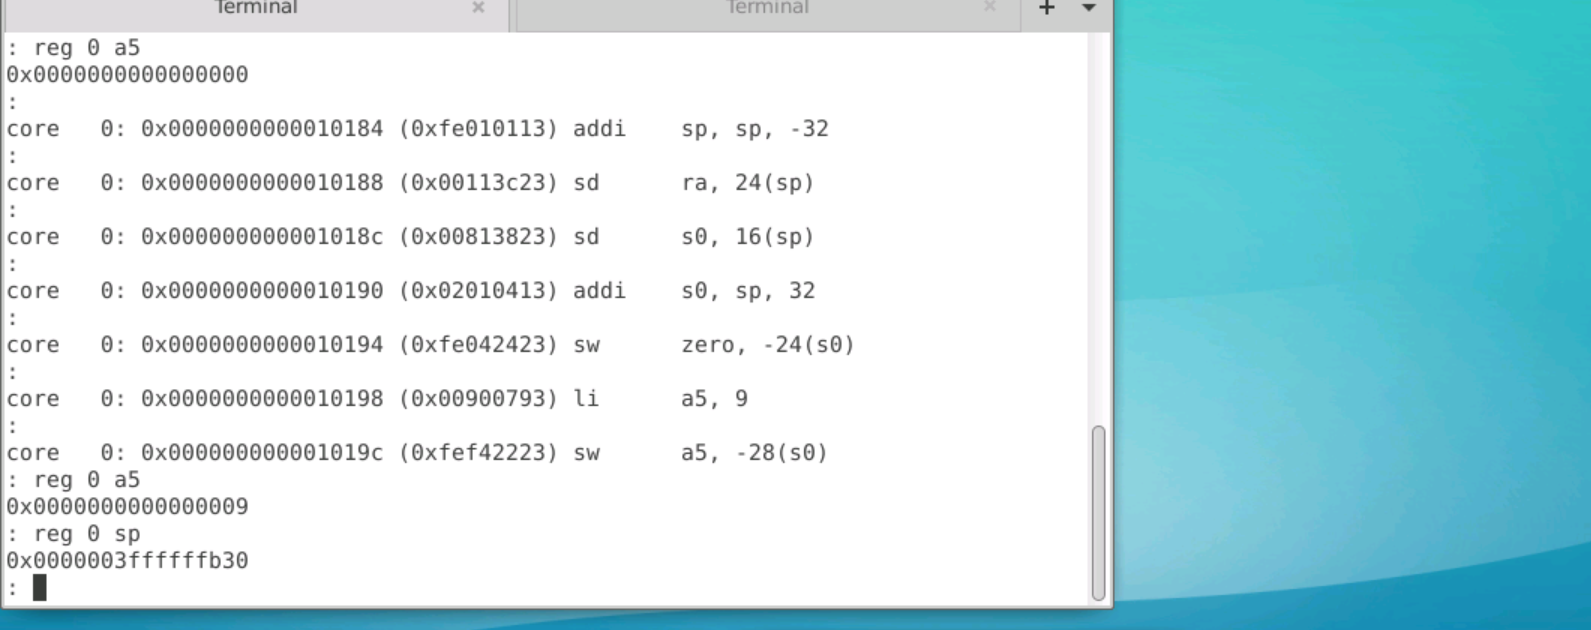 Terminal × Terminal × +
: reg 0 a5
0x0000000000000000
:
core   0: 0x0000000000010184 (0xfe010113) addi    sp, sp, -32
:
core   0: 0x0000000000010188 (0x00113c23) sd      ra, 24(sp)
:
core   0: 0x000000000001018c (0x00813823) sd      s0, 16(sp)
:
core   0: 0x0000000000010190 (0x02010413) addi    s0, sp, 32
:
core   0: 0x0000000000010194 (0xfe042423) sw      zero, -24(s0)
:
core   0: 0x0000000000010198 (0x00900793) li      a5, 9
:
core   0: 0x000000000001019c (0xfef42223) sw      a5, -28(s0)
: reg 0 a5
0x0000000000000009
: reg 0 sp
0x0000003ffffffb30
: